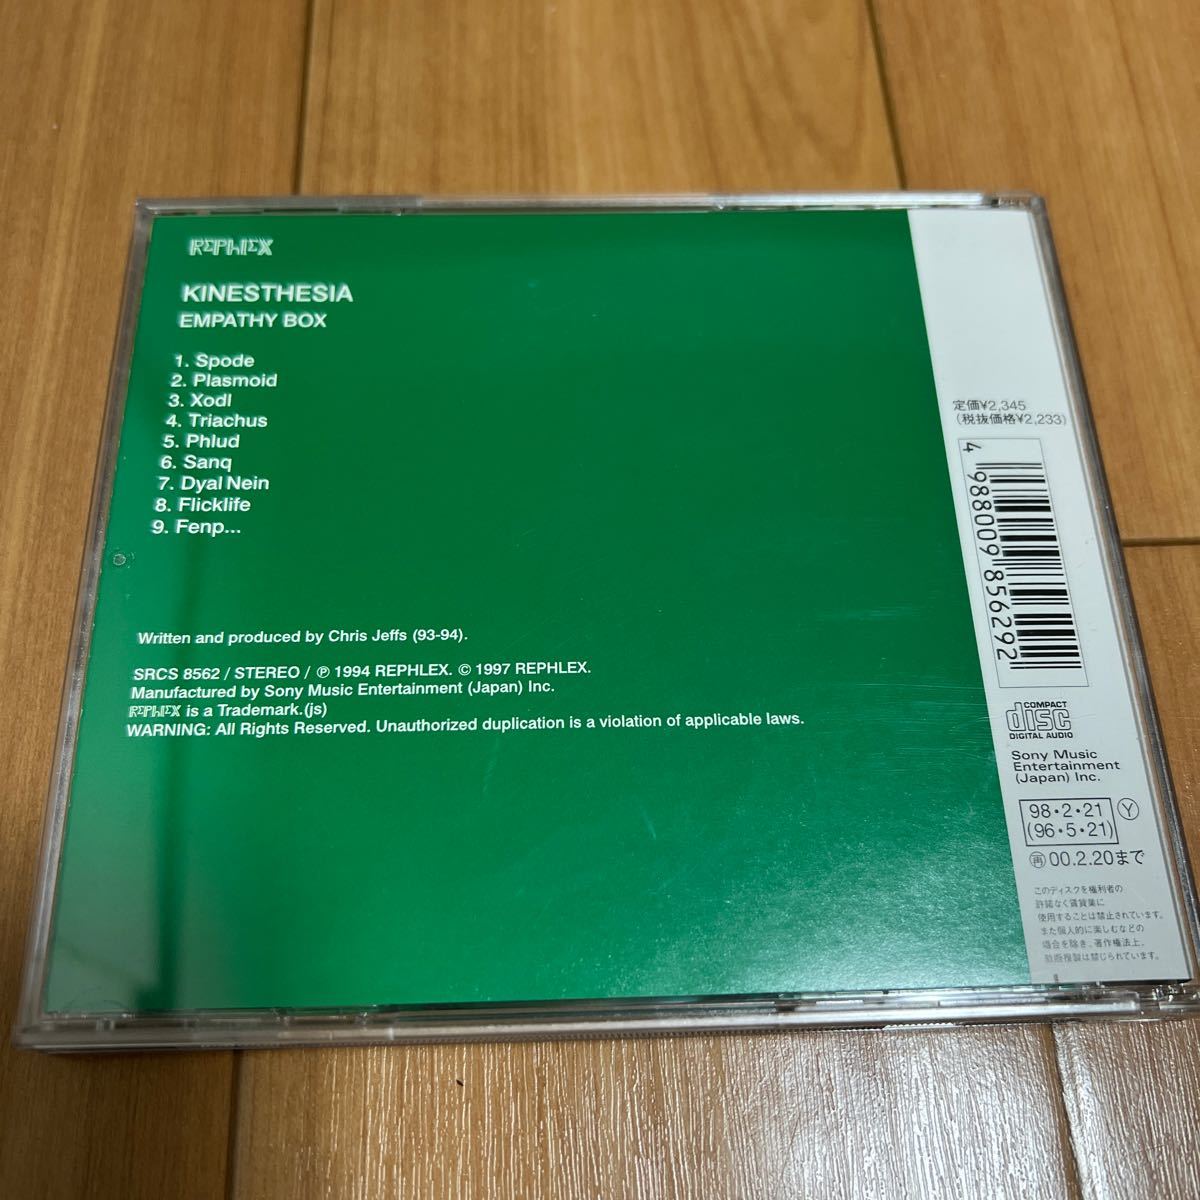 REPHLEX
KINESTHESIA
EMPATHY BOX
1. Spode
2. Plasmoid
3. Xodl
4. Triachus
5. Phlud
6. Sanq
7. Dyal Nein
8. Flicklife
9. Fenp...
Written and produced by Chris Jeffs (93-94).
SRCS 8562 / STEREO / ℗ 1994 REPHLEX. © 1997 REPHLEX.
Manufactured by Sony Music Entertainment (Japan) Inc.
REPHLEX is a Trademark.(js)
WARNING: All Rights Reserved. Unauthorized duplication is a violation of applicable laws.
定価¥2,345
(税抜価格¥2,233)
4 988009 856292
COMPACT
disc
DIGITAL AUDIO
Sony Music
Entertainment
(Japan) Inc.
98・2・21 Ⓨ
(96・5・21)
㊢00.2.20まで
このディスクを権利者の
許諾なく賃貸業に
使用することは禁止されています。
また個人的に楽しむなどの
場合を除き、著作権法上、
無断複製は禁じられています。